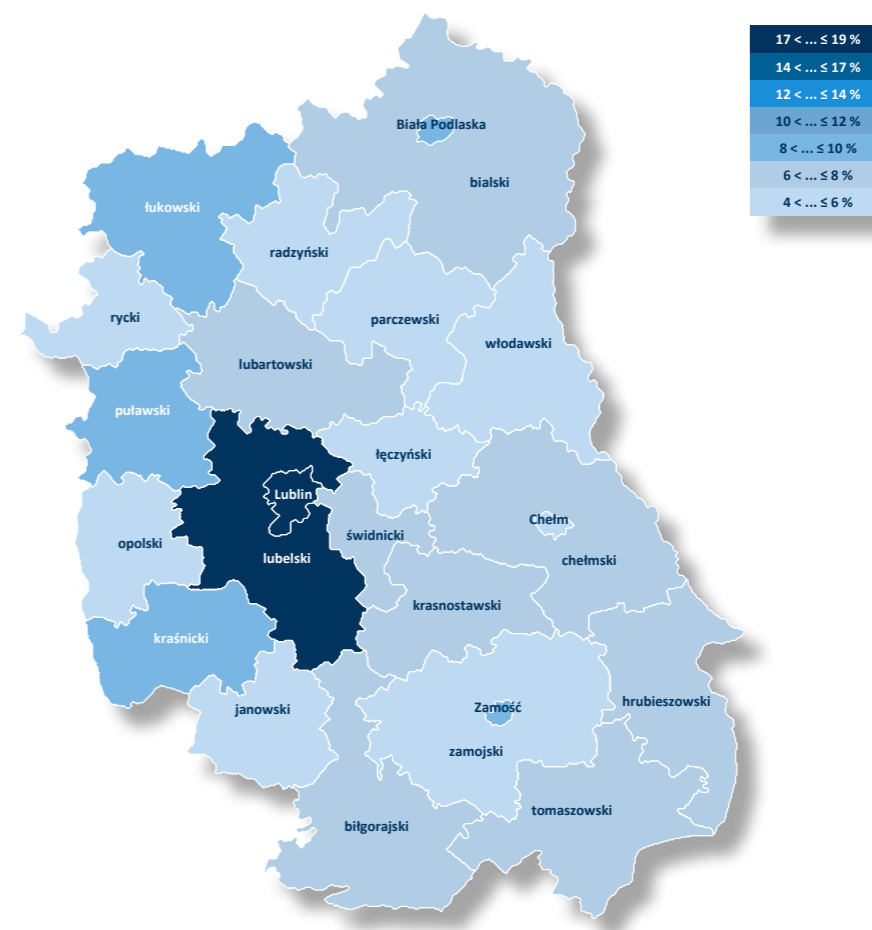 17 < ... ≤ 19 %
14 < ... ≤ 17 %
12 < ... ≤ 14 %
10 < ... ≤ 12 %
8 < ... ≤ 10 %
6 < ... ≤ 8 %
4 < ... ≤ 6 %
Biała Podlaska
bialski
łukowski
radzyński
rycki
parczewski
włodawski
lubartowski
puławski
łęczyński
Lublin
Chełm
świdnicki
opolski
lubelski
chełmski
krasnostawski
kraśnicki
hrubieszowski
janowski
Zamość
zamojski
tomaszowski
biłgorajski